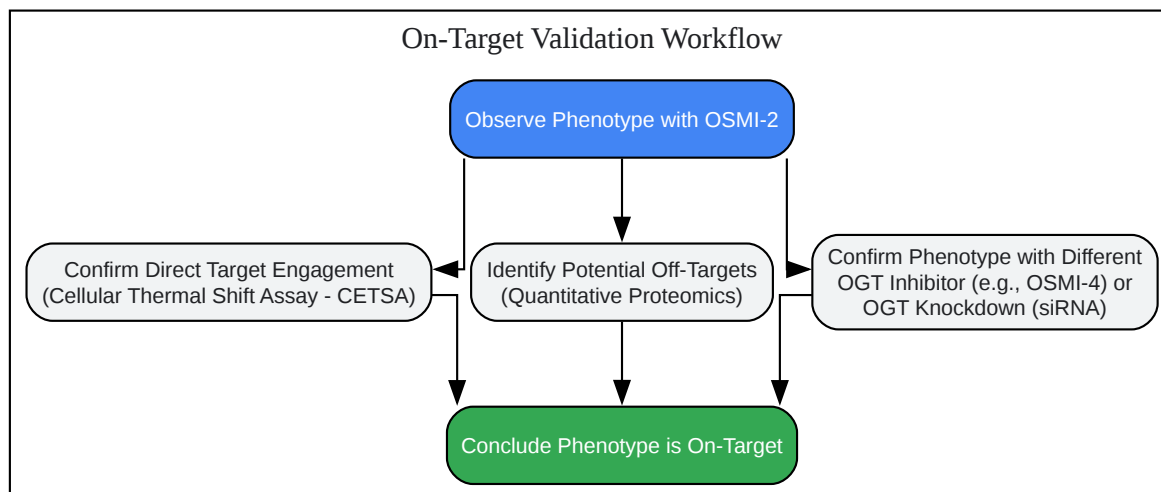 On-Target Validation Workflow
Observe Phenotype with OSMI-2
Confirm Direct Target Engagement
(Cellular Thermal Shift Assay - CETSA)
Identify Potential Off-Targets
(Quantitative Proteomics)
Confirm Phenotype with Different
OGT Inhibitor (e.g., OSMI-4) or
OGT Knockdown (siRNA)
Conclude Phenotype is On-Target